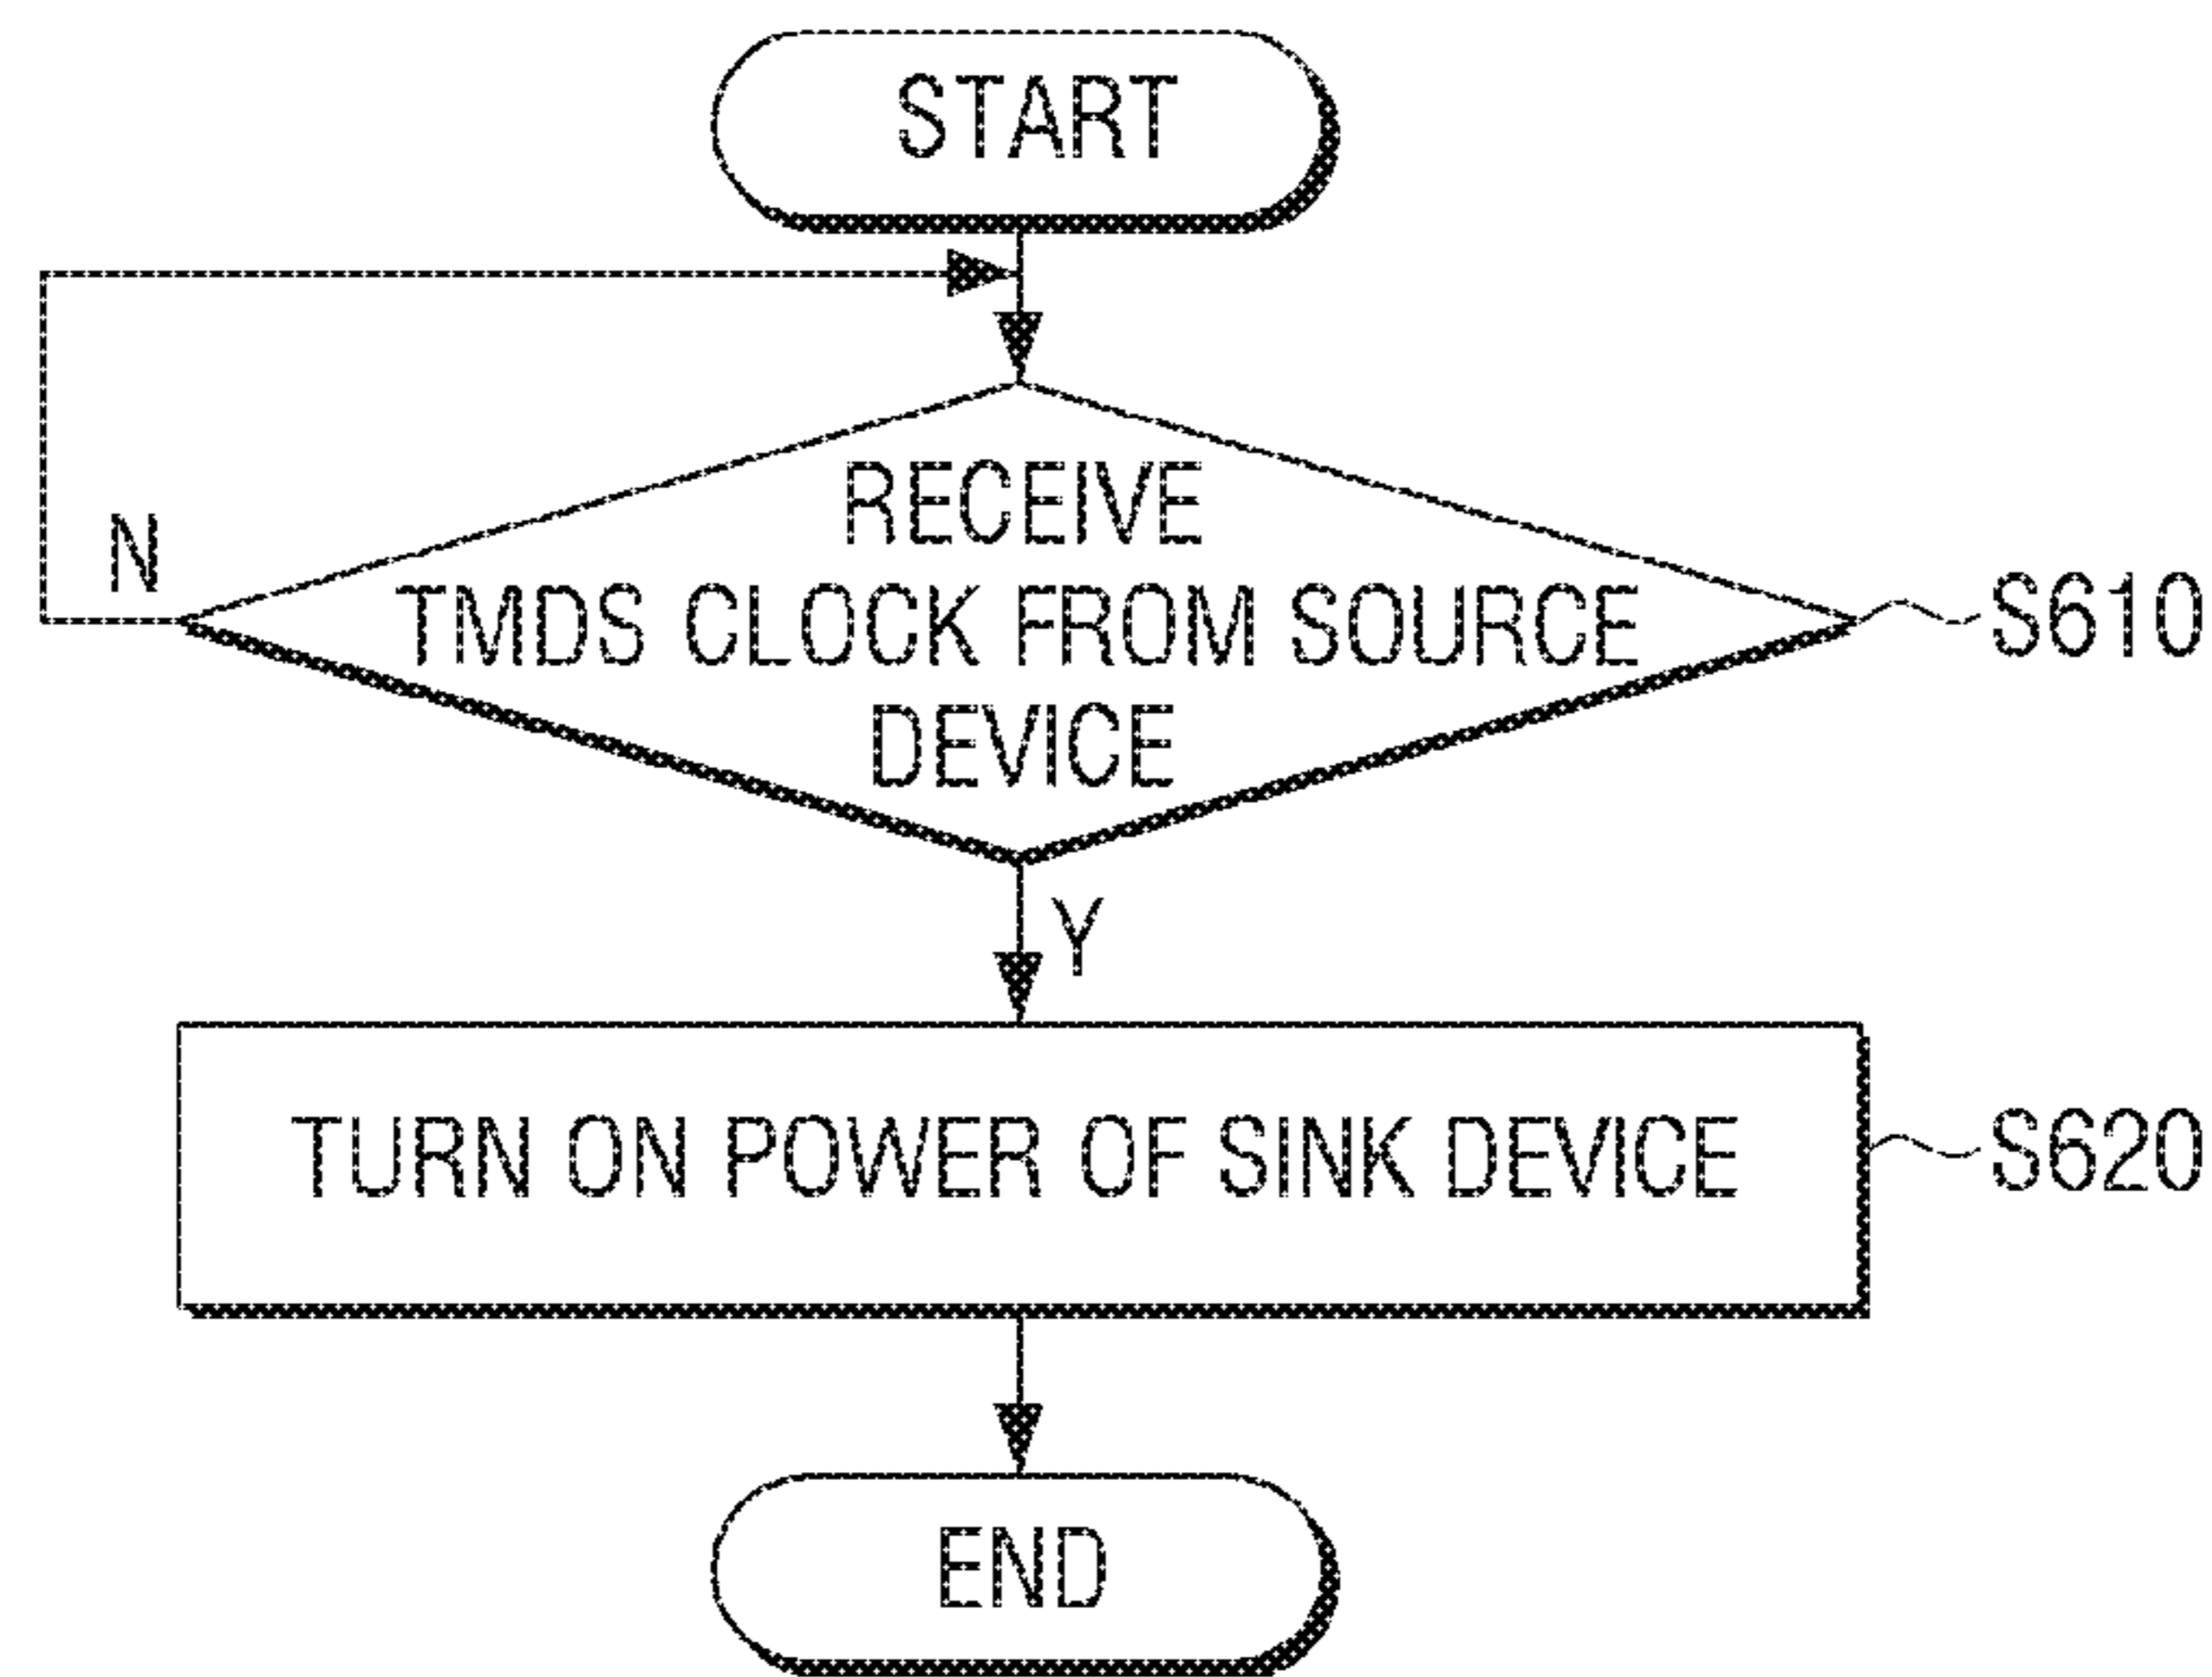 START
RECEIVE
N
TMDS CLOCK FROM SOURCE
S610
DEVICE
Y
TURN ON POWER OF SINK DEVICE
S620
END